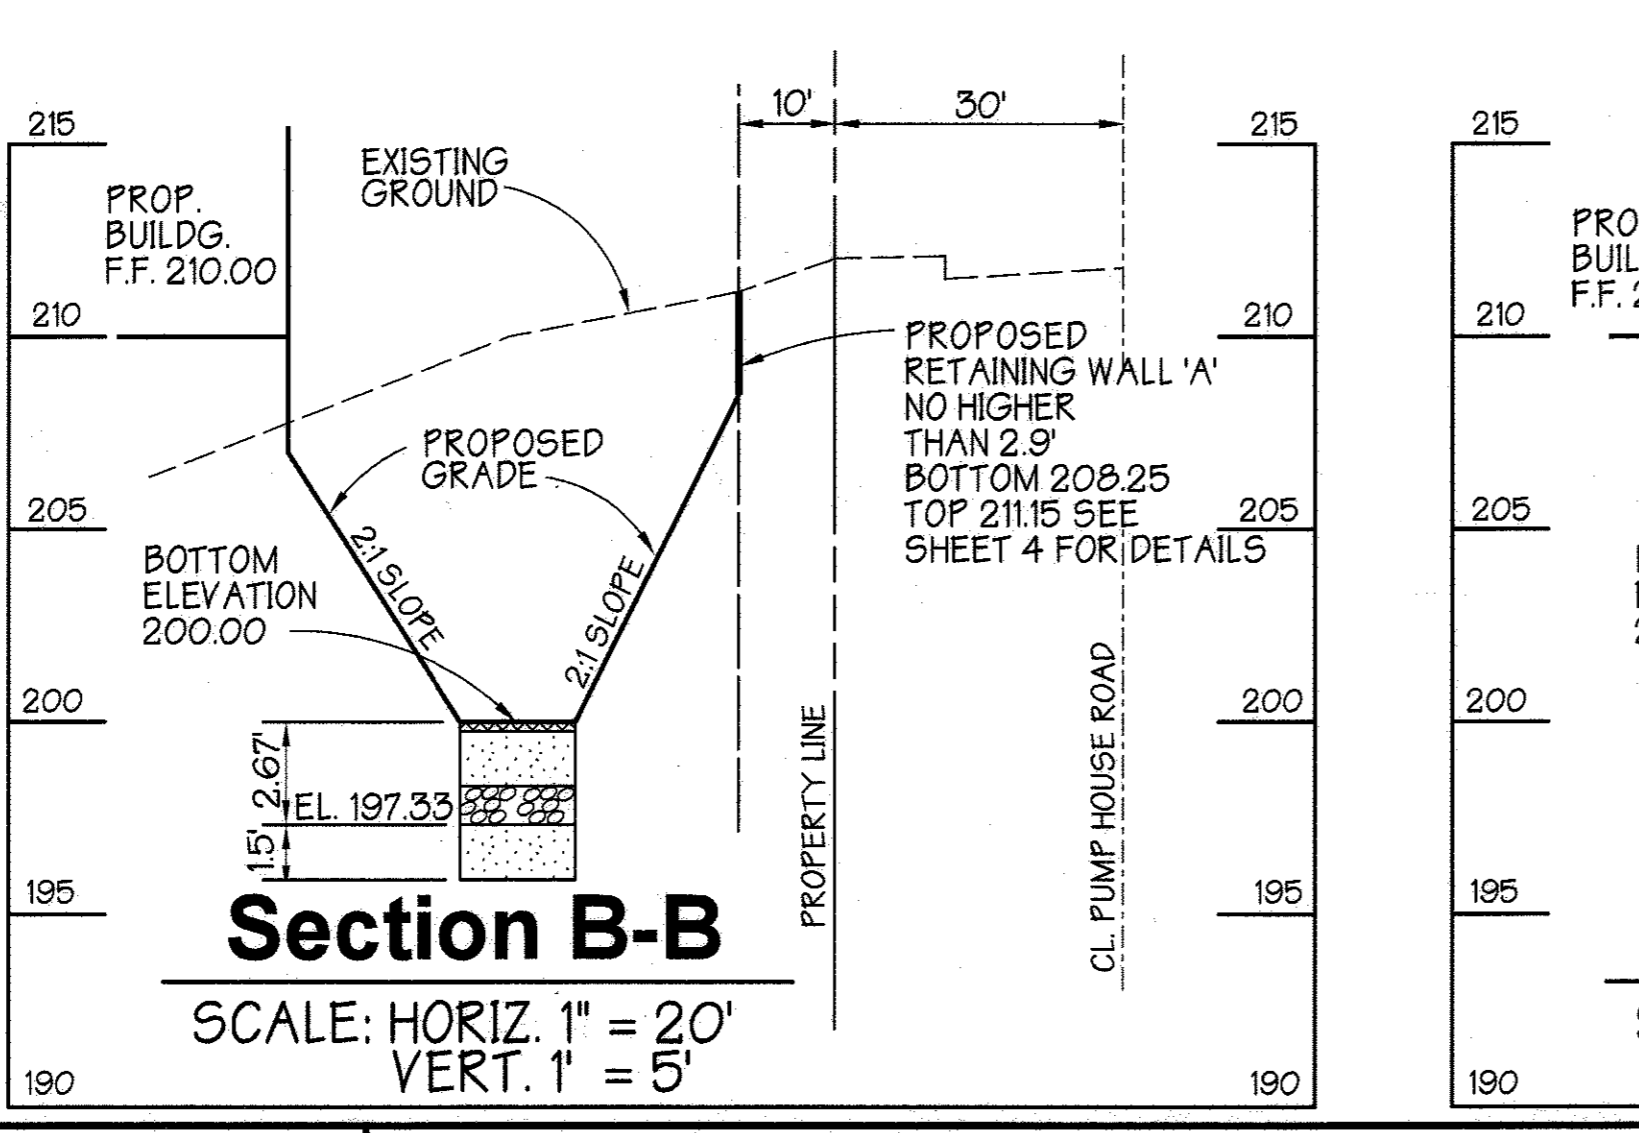 10'
30'
215
215
215
EXISTING
GROUND
PROP.
BUILDG.
F.F. 210.00
PRO
BUIL
F.F. 2
210
210
210
PROPOSED
RETAINING WALL 'A'
NO HIGHER
THAN 2.9'
BOTTOM 208.25
TOP 211.15 SEE
SHEET 4 FOR DETAILS
PROPOSED
GRADE
205
205
205
2:1 SLOPE
2:1 SLOPE
BOTTOM
ELEVATION
200.00
200
200
200
2.67'
EL. 197.33
1.5'
PROPERTY LINE
CL. PUMP HOUSE ROAD
195
195
195
Section B-B
SCALE: HORIZ. 1" = 20'
VERT. 1' = 5'
190
190
190